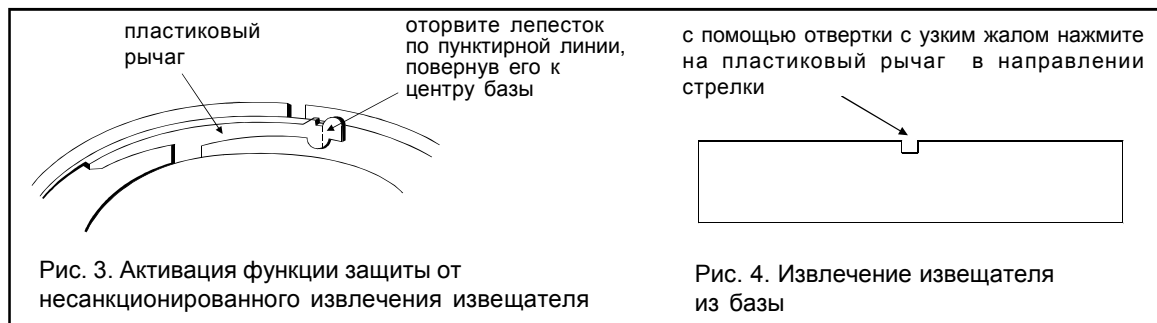 пластиковый
рычаг
оторвите лепесток
по пунктирной линии,
повернув его к
центру базы
Рис. 3. Активация функции защиты от
несанкционированного извлечения извещателя
с помощью отвертки с узким жалом нажмите
на пластиковый рычаг в направлении
стрелки
Рис. 4. Извлечение извещателя
из базы